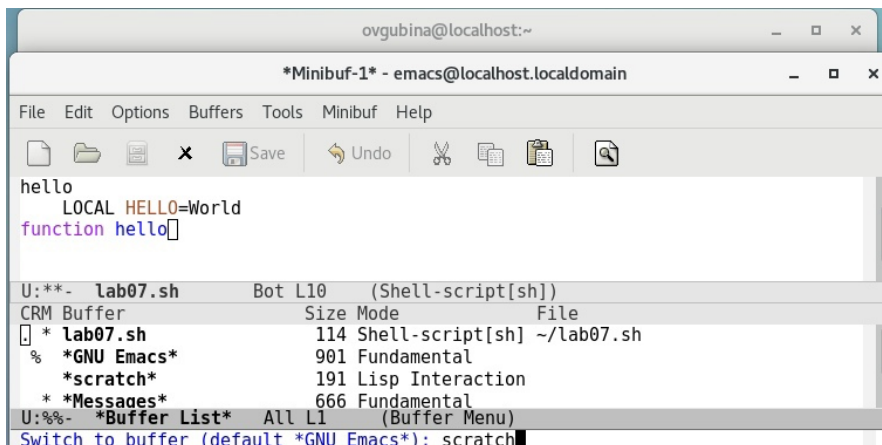 ovgubina@localhost:~
*Minibuf-1* - emacs@localhost.localdomain
File Edit Options Buffers Tools Minibuf Help
Save Undo
hello
    LOCAL HELLO=World
function hello
U:**-  lab07.sh       Bot L10    (Shell-script[sh])
CRM Buffer                Size Mode             File
. * lab07.sh               114 Shell-script[sh] ~/lab07.sh
 %  *GNU Emacs*            901 Fundamental
    *scratch*              191 Lisp Interaction
  * *Messages*             666 Fundamental
U:%%-  *Buffer List*   All L1     (Buffer Menu)
Switch to buffer (default *GNU Emacs*): scratch